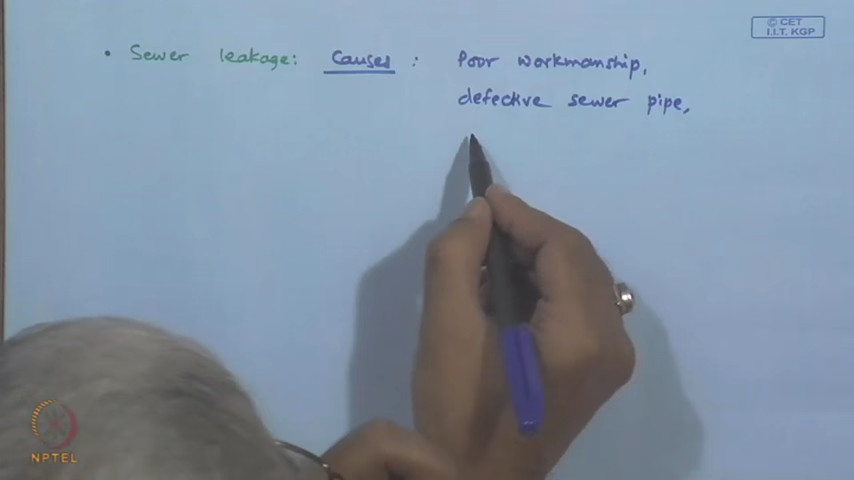 © CET
I.I.T. KGP
• Sewer leakage: Causes : Poor workmanship,
defective sewer pipe,
NPTEL